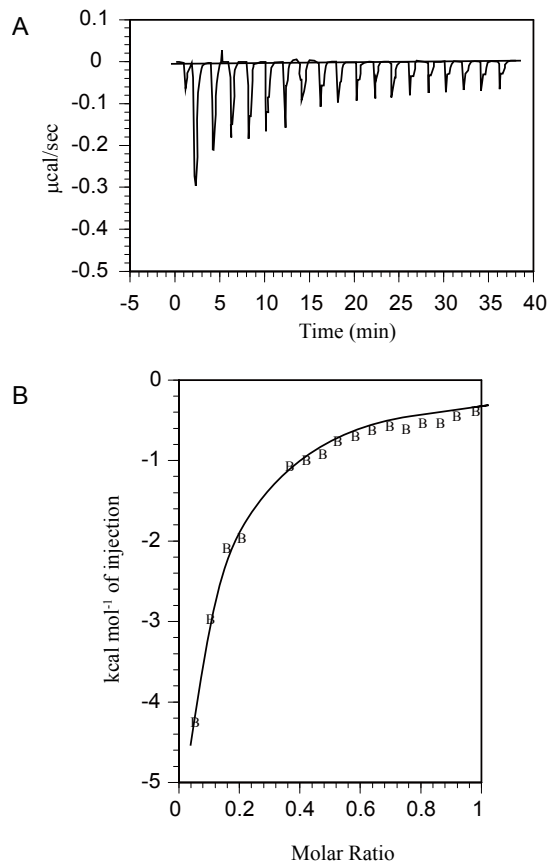 A
0.1
0
-0.1
-0.2
-0.3
-0.4
-0.5
µcal/sec
-5 0 5 10 15 20 25 30 35 40
Time (min)
B
0
-1
-2
-3
-4
-5
kcal mol⁻¹ of injection
B B B B B B B B B B B B B B B B B
0 0.2 0.4 0.6 0.8 1
Molar Ratio